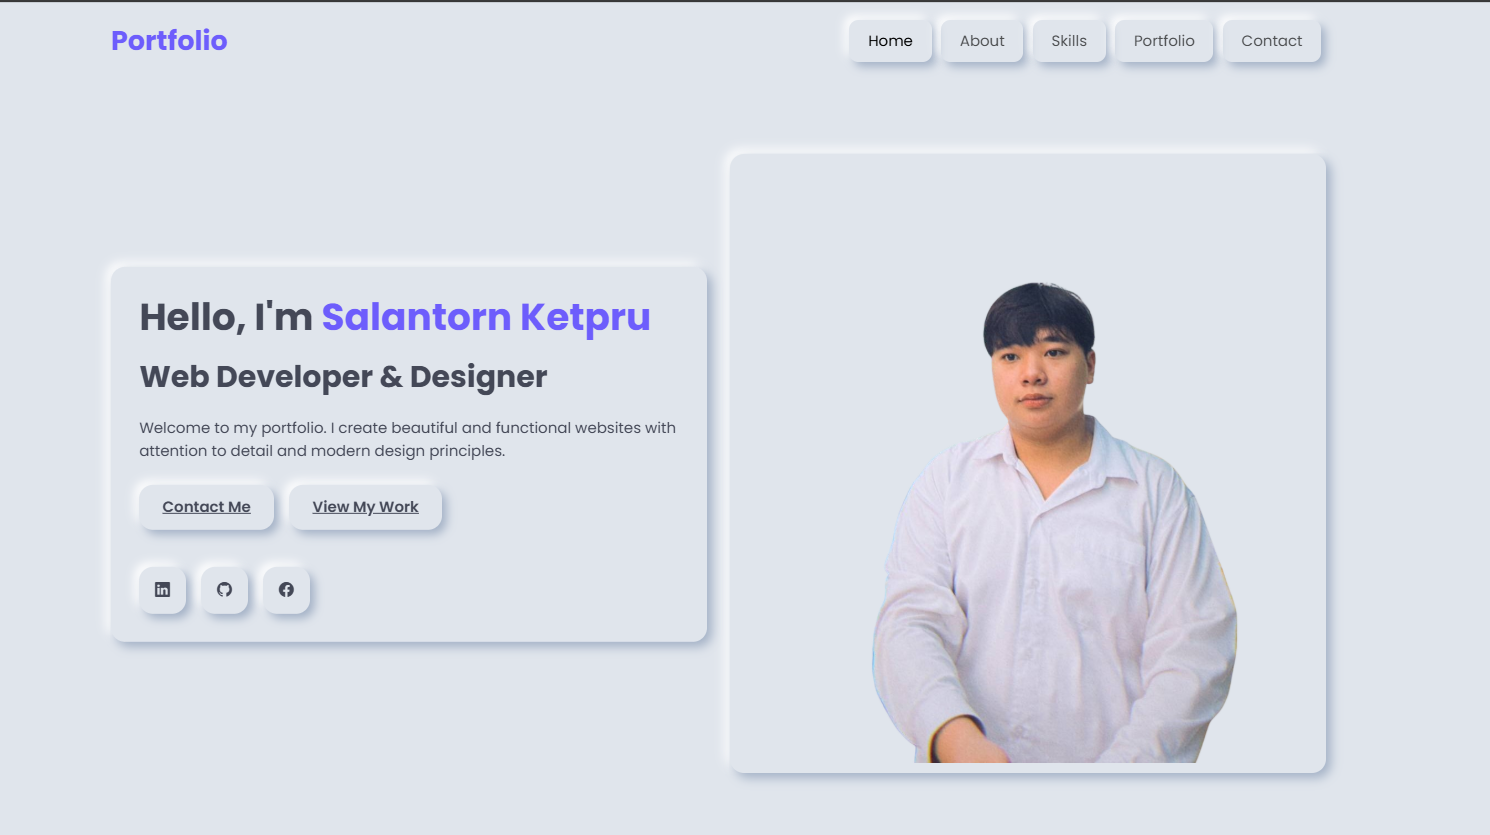 Portfolio
Home About Skills Portfolio Contact
Hello, I'm Salantorn Ketpru
Web Developer & Designer
Welcome to my portfolio. I create beautiful and functional websites with
attention to detail and modern design principles.
Contact Me View My Work